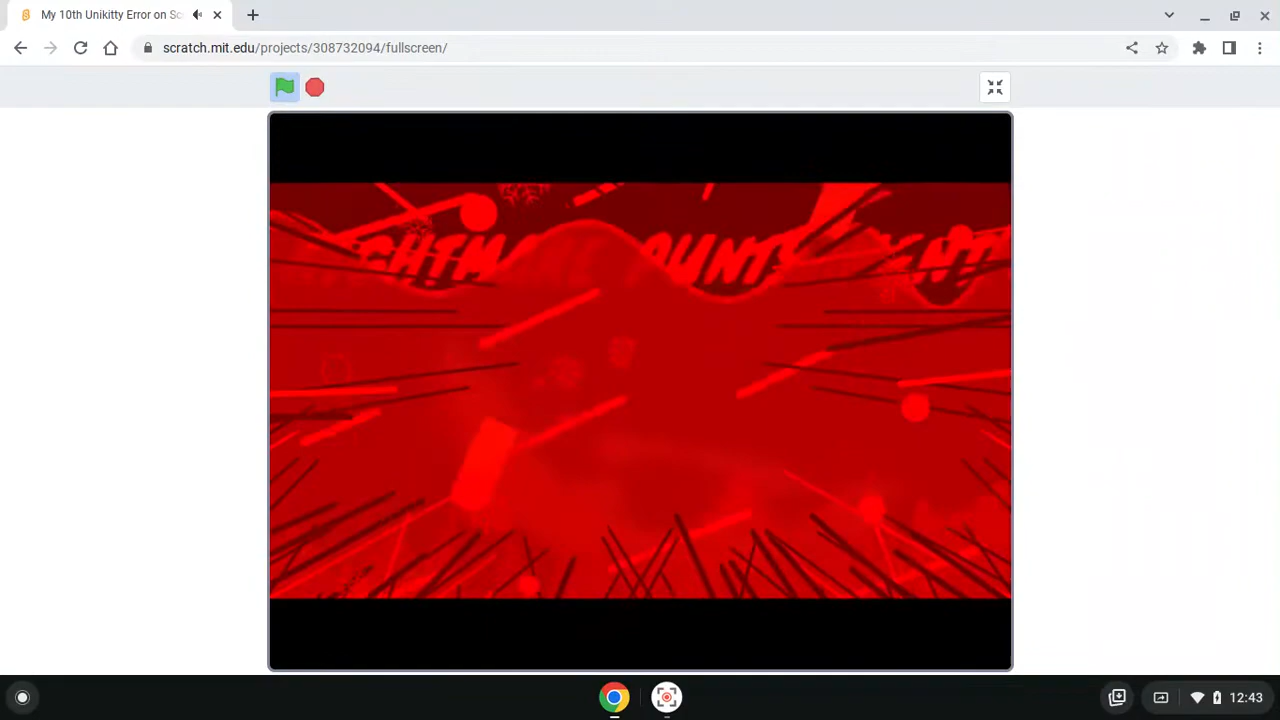 My 10th Unikitty Error on Sc
scratch.mit.edu/projects/308732094/fullscreen/
12:43